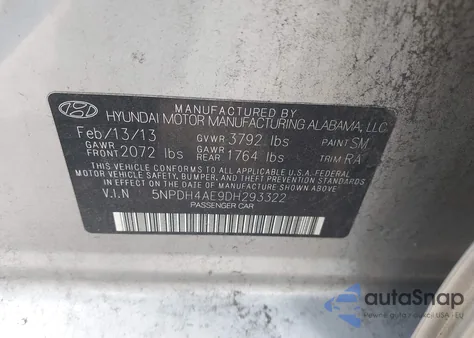 MANUFACTURED BY
HYUNDAI MOTOR MANUFACTURING ALABAMA, LLC
Feb/13/13 GVWR 3792 lbs PAINT SM
GAWR FRONT 2072 lbs GAWR REAR 1764 lbs TRIM RA
THIS VEHICLE CONFORMS TO ALL APPLICABLE U.S.A. FEDERAL
MOTOR VEHICLE SAFETY, BUMPER, AND THEFT PREVENTION
STANDARDS IN EFFECT ON THE DATE OF MANUFACTURE SHOWN ABOVE.
V.I.N 5NPDH4AE9DH293322
PASSENGER CAR
autoSnap